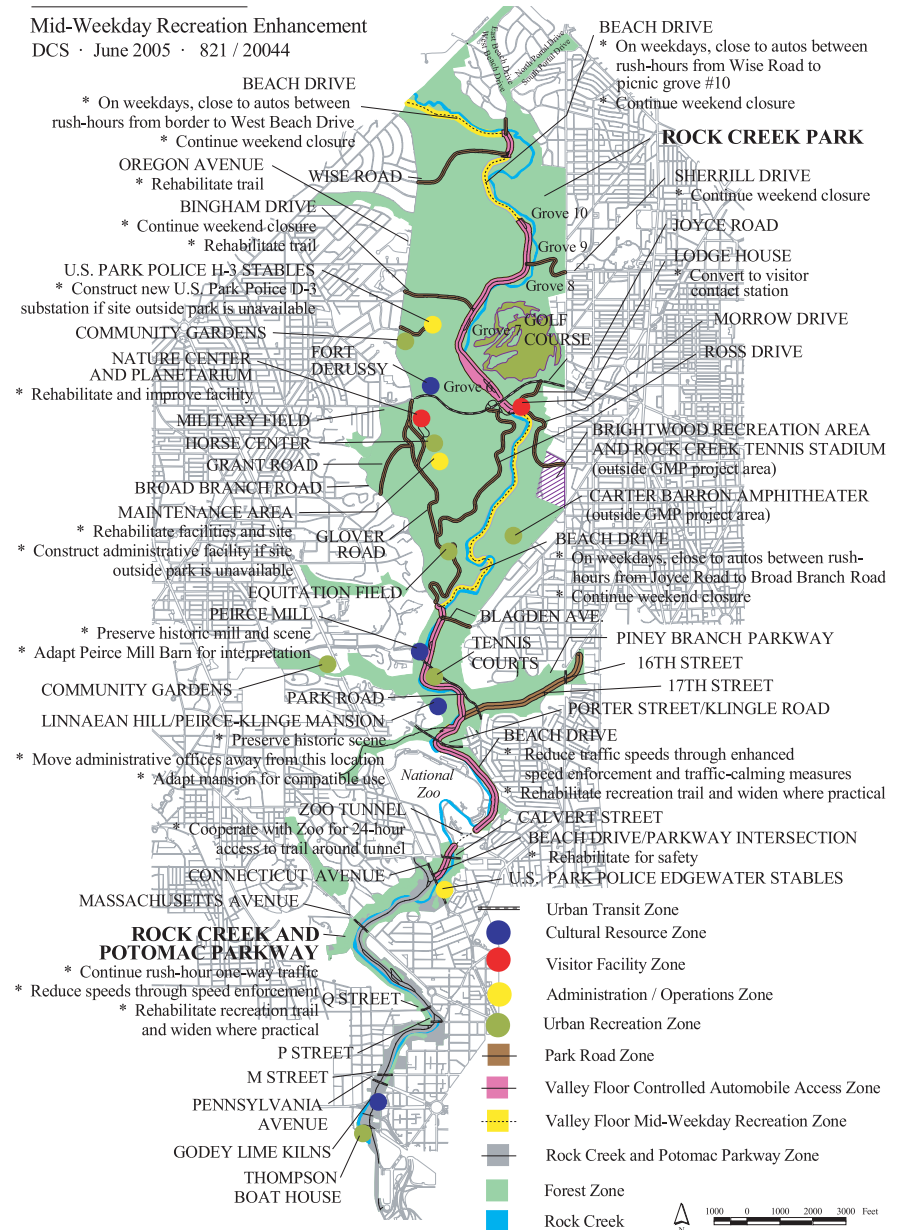 Mid-Weekday Recreation Enhancement
DCS · June 2005 · 821 / 20044
East Beach Drive
West Beach Drive
North Portal Drive
South Portal Drive
BEACH DRIVE
* On weekdays, close to autos between
rush-hours from Wise Road to
picnic grove #10
* Continue weekend closure
BEACH DRIVE
* On weekdays, close to autos between
rush-hours from border to West Beach Drive
* Continue weekend closure
ROCK CREEK PARK
OREGON AVENUE
* Rehabilitate trail
WISE ROAD
SHERRILL DRIVE
* Continue weekend closure
BINGHAM DRIVE
* Continue weekend closure
* Rehabilitate trail
Grove 10
JOYCE ROAD
Grove 9
LODGE HOUSE
* Convert to visitor
contact station
U.S. PARK POLICE H-3 STABLES
* Construct new U.S. Park Police D-3
substation if site outside park is unavailable
Grove 8
MORROW DRIVE
COMMUNITY GARDENS
Grove 7
GOLF
COURSE
ROSS DRIVE
FORT
DERUSSY
NATURE CENTER
AND PLANETARIUM
* Rehabilitate and improve facility
Grove 6
MILITARY FIELD
HORSE CENTER
GRANT ROAD
BROAD BRANCH ROAD
BRIGHTWOOD RECREATION AREA
AND ROCK CREEK TENNIS STADIUM
(outside GMP project area)
CARTER BARRON AMPHITHEATER
(outside GMP project area)
MAINTENANCE AREA
* Rehabilitate facilities and site
* Construct administrative facility if site
outside park is unavailable
GLOVER
ROAD
BEACH DRIVE
* On weekdays, close to autos between rush-
hours from Joyce Road to Broad Branch Road
* Continue weekend closure
EQUITATION FIELD
PEIRCE MILL
* Preserve historic mill and scene
* Adapt Peirce Mill Barn for interpretation
BLAGDEN AVE.
TENNIS
COURTS
PINEY BRANCH PARKWAY
16TH STREET
COMMUNITY GARDENS
17TH STREET
PARK ROAD
PORTER STREET/KLINGLE ROAD
LINNAEAN HILL/PEIRCE-KLINGE MANSION
* Preserve historic scene
* Move administrative offices away from this location
* Adapt mansion for compatible use
BEACH DRIVE
* Reduce traffic speeds through enhanced
speed enforcement and traffic-calming measures
* Rehabilitate recreation trail and widen where practical
National
Zoo
ZOO TUNNEL
* Cooperate with Zoo for 24-hour
access to trail around tunnel
CALVERT STREET
BEACH DRIVE/PARKWAY INTERSECTION
* Rehabilitate for safety
CONNECTICUT AVENUE
U.S. PARK POLICE EDGEWATER STABLES
MASSACHUSETTS AVENUE
ROCK CREEK AND
POTOMAC PARKWAY
* Continue rush-hour one-way traffic
* Reduce speeds through speed enforcement
* Rehabilitate recreation trail
and widen where practical
Q STREET
P STREET
M STREET
PENNSYLVANIA
AVENUE
GODEY LIME KILNS
THOMPSON
BOAT HOUSE
Urban Transit Zone
Cultural Resource Zone
Visitor Facility Zone
Administration / Operations Zone
Urban Recreation Zone
Park Road Zone
Valley Floor Controlled Automobile Access Zone
Valley Floor Mid-Weekday Recreation Zone
Rock Creek and Potomac Parkway Zone
Forest Zone
Rock Creek
N
1000 0 1000 2000 3000 Feet